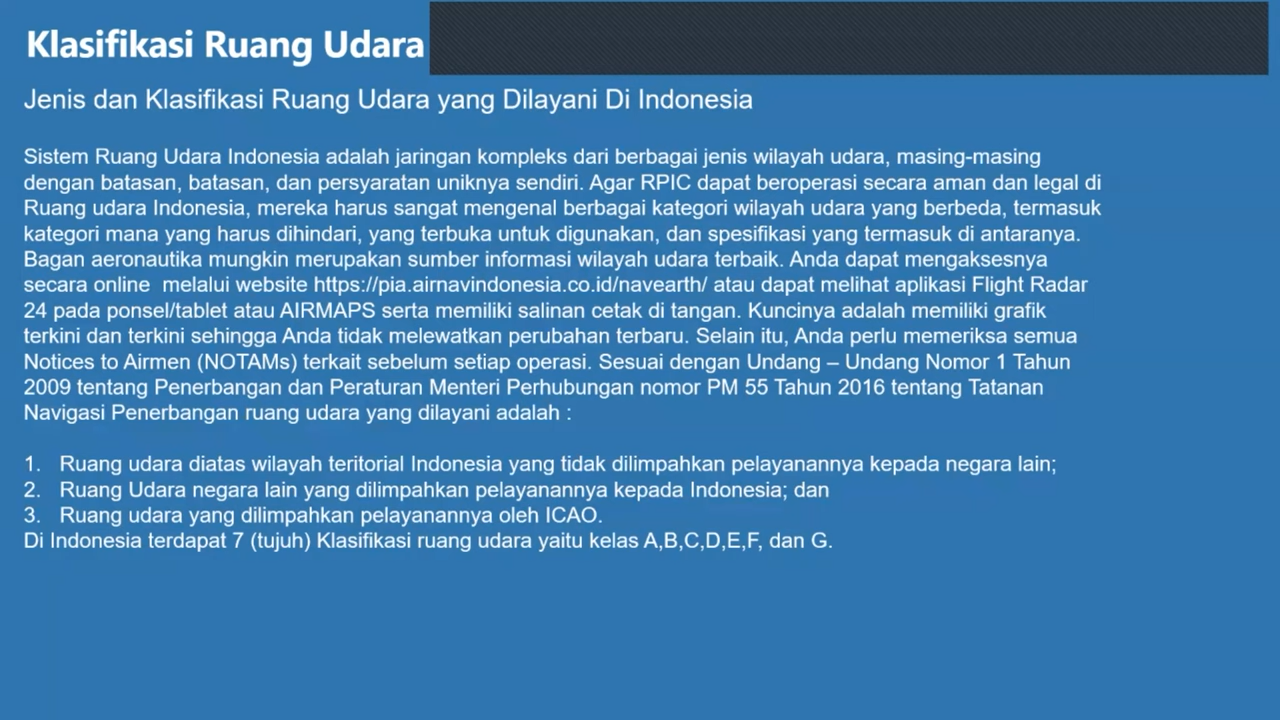 Klasifikasi Ruang Udara
Jenis dan Klasifikasi Ruang Udara yang Dilayani Di Indonesia
Sistem Ruang Udara Indonesia adalah jaringan kompleks dari berbagai jenis wilayah udara, masing-masing
dengan batasan, batasan, dan persyaratan uniknya sendiri. Agar RPIC dapat beroperasi secara aman dan legal di
Ruang udara Indonesia, mereka harus sangat mengenal berbagai kategori wilayah udara yang berbeda, termasuk
kategori mana yang harus dihindari, yang terbuka untuk digunakan, dan spesifikasi yang termasuk di antaranya.
Bagan aeronautika mungkin merupakan sumber informasi wilayah udara terbaik. Anda dapat mengaksesnya
secara online  melalui website https://pia.airnavindonesia.co.id/navearth/ atau dapat melihat aplikasi Flight Radar
24 pada ponsel/tablet atau AIRMAPS serta memiliki salinan cetak di tangan. Kuncinya adalah memiliki grafik
terkini dan terkini sehingga Anda tidak melewatkan perubahan terbaru. Selain itu, Anda perlu memeriksa semua
Notices to Airmen (NOTAMs) terkait sebelum setiap operasi. Sesuai dengan Undang – Undang Nomor 1 Tahun
2009 tentang Penerbangan dan Peraturan Menteri Perhubungan nomor PM 55 Tahun 2016 tentang Tatanan
Navigasi Penerbangan ruang udara yang dilayani adalah :
1. Ruang udara diatas wilayah teritorial Indonesia yang tidak dilimpahkan pelayanannya kepada negara lain;
2. Ruang Udara negara lain yang dilimpahkan pelayanannya kepada Indonesia; dan
3. Ruang udara yang dilimpahkan pelayanannya oleh ICAO.
Di Indonesia terdapat 7 (tujuh) Klasifikasi ruang udara yaitu kelas A,B,C,D,E,F, dan G.